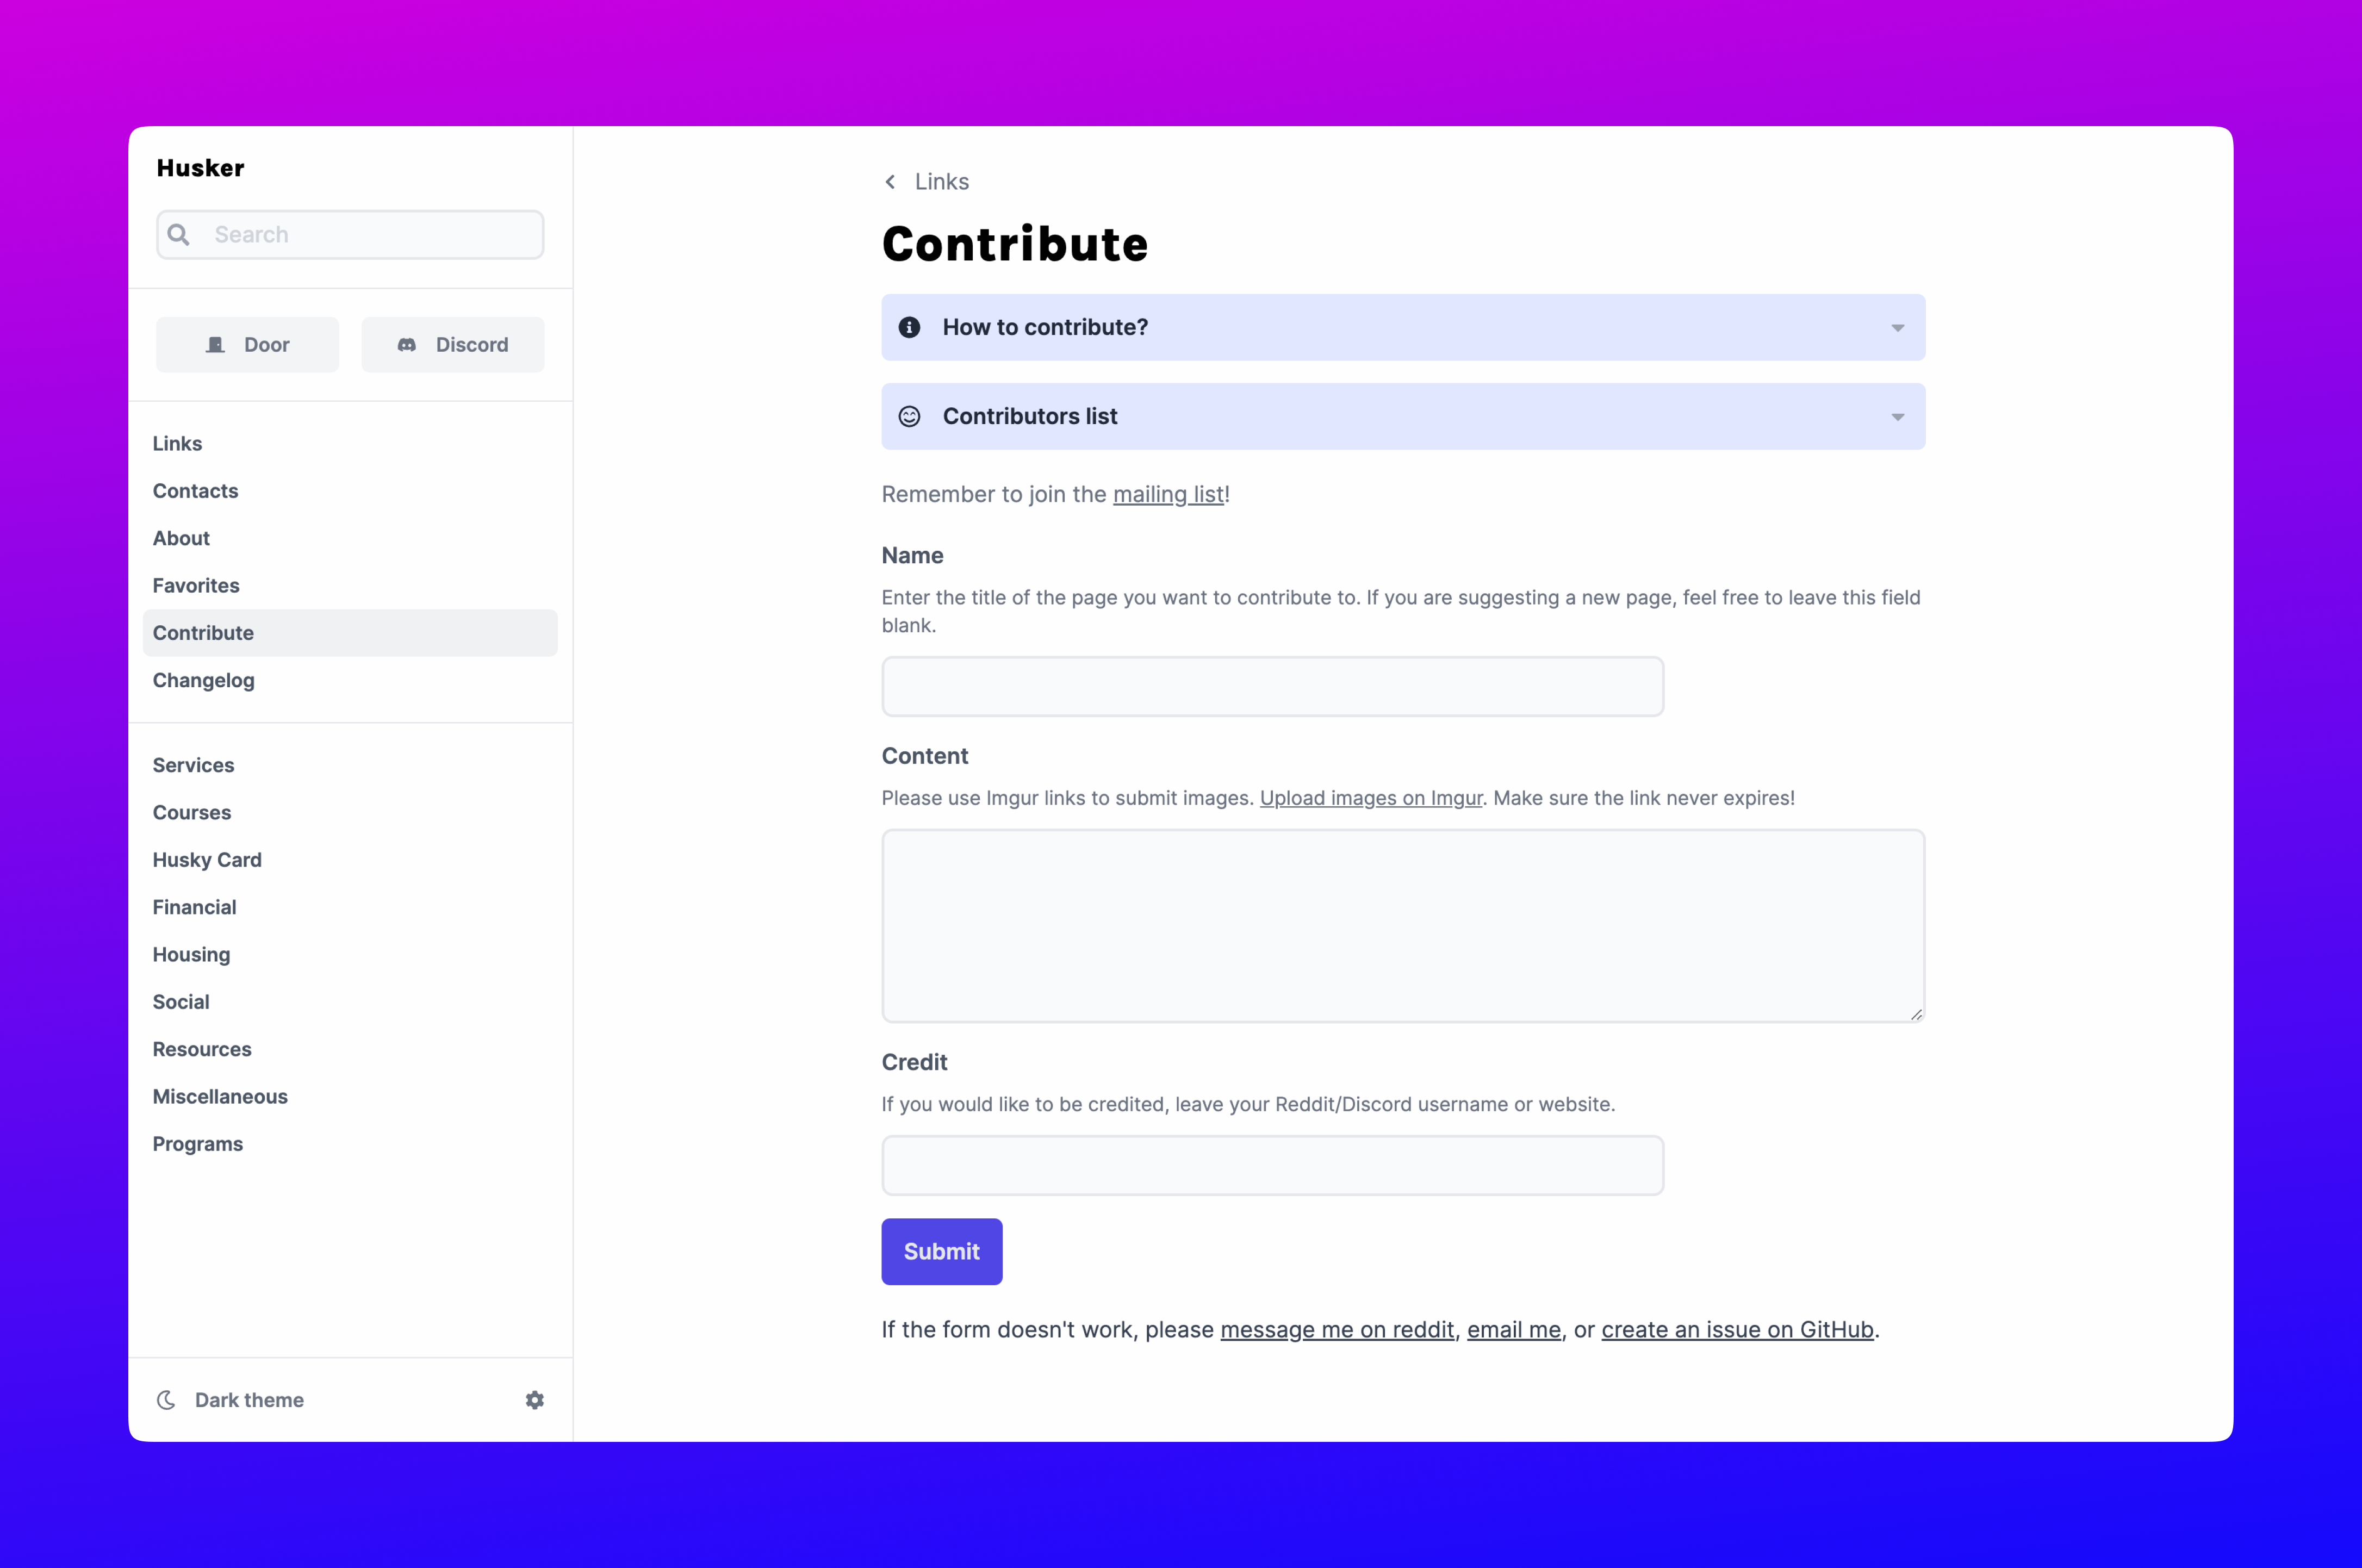 Husker
Search
Door
Discord
Links
Contacts
About
Favorites
Contribute
Changelog
Services
Courses
Husky Card
Financial
Housing
Social
Resources
Miscellaneous
Programs
Dark theme
Links
Contribute
How to contribute?
Contributors list
Remember to join the mailing list!
Name
Enter the title of the page you want to contribute to. If you are suggesting a new page, feel free to leave this field
blank.
Content
Please use Imgur links to submit images. Upload images on Imgur. Make sure the link never expires!
Credit
If you would like to be credited, leave your Reddit/Discord username or website.
Submit
If the form doesn't work, please message me on reddit, email me, or create an issue on GitHub.